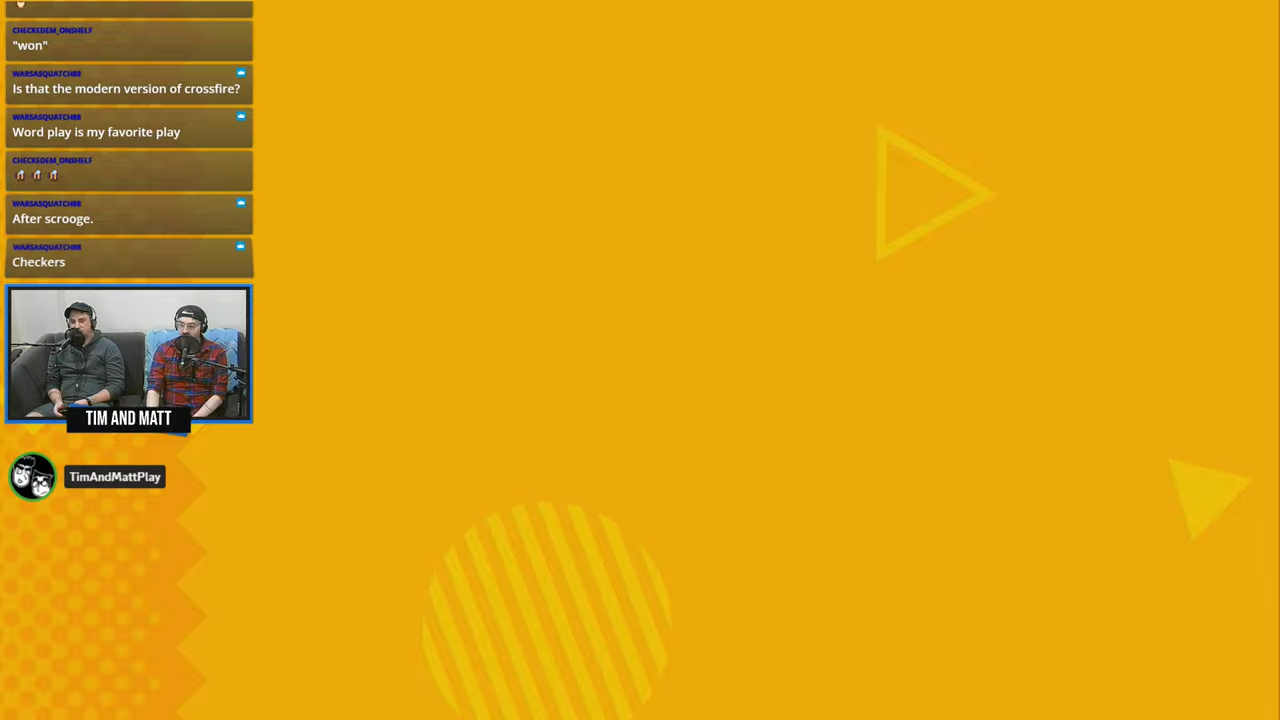 CHECKEDEM_ONSHELF
"won"
WARSASQUATCH88
Is that the modern version of crossfire?
WARSASQUATCH88
Word play is my favorite play
CHECKEDEM_ONSHELF
WARSASQUATCH88
After scrooge.
WARSASQUATCH88
Checkers
TIM AND MATT
TimAndMattPlay